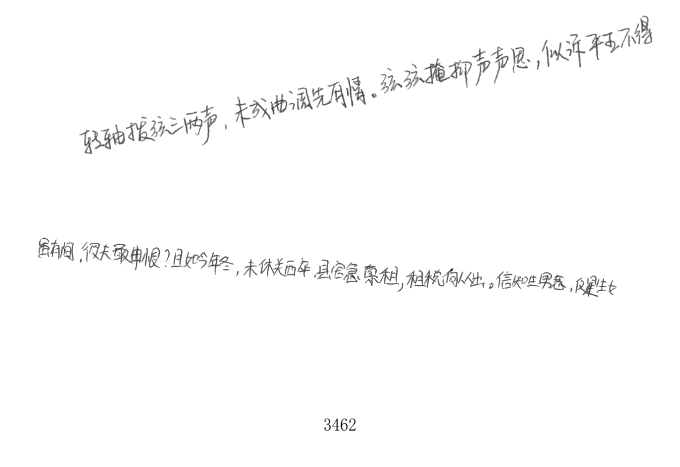 转轴拨弦三两声,未成曲调先有情。弦弦掩抑声声思,似诉平生不得
虽有问,役夫敢申恨?且如今年冬,未休关西卒,县官急索租,租税何从出。信知生男恶,反是生女
3462